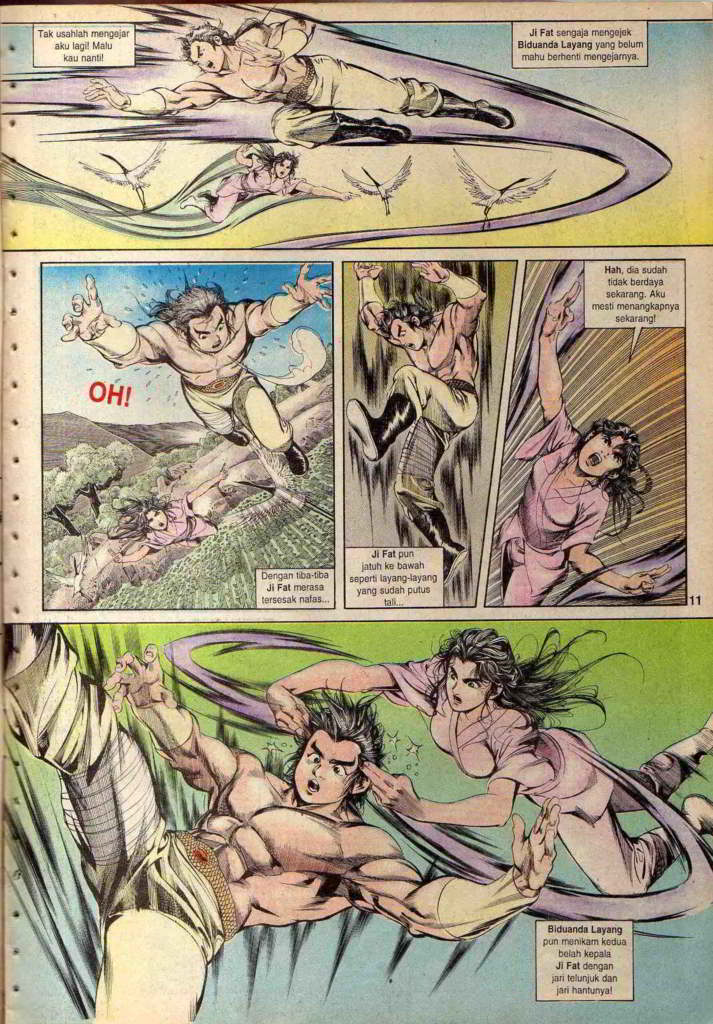 Tak usahlah mengejar
aku lagi! Malu
kau nanti!
Ji Fat sengaja mengejek
Biduanda Layang yang belum
mahu berhenti mengejarnya.
OH!
Dengan tiba-tiba
Ji Fat merasa
tersesak nafas...
Ji Fat pun
jatuh ke bawah
seperti layang-layang
yang sudah putus
tali...
Hah, dia sudah
tidak berdaya
sekarang. Aku
mesti menangkapnya
sekarang!
11
Biduanda Layang
pun menikam kedua
belah kepala
Ji Fat dengan
jari telunjuk dan
jari hantunya!